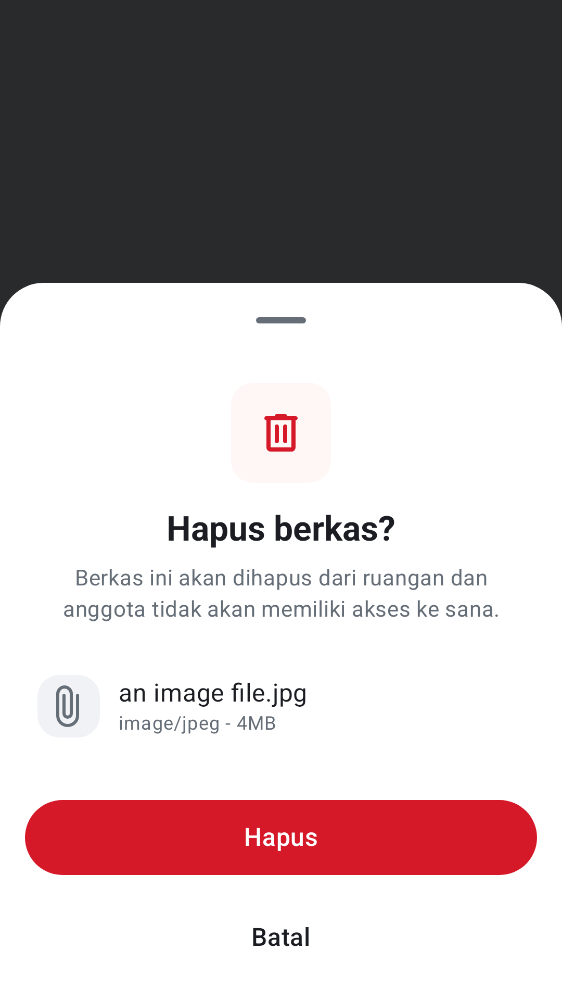 Hapus berkas?
Berkas ini akan dihapus dari ruangan dan
anggota tidak akan memiliki akses ke sana.
an image file.jpg
image/jpeg - 4MB
Hapus
Batal